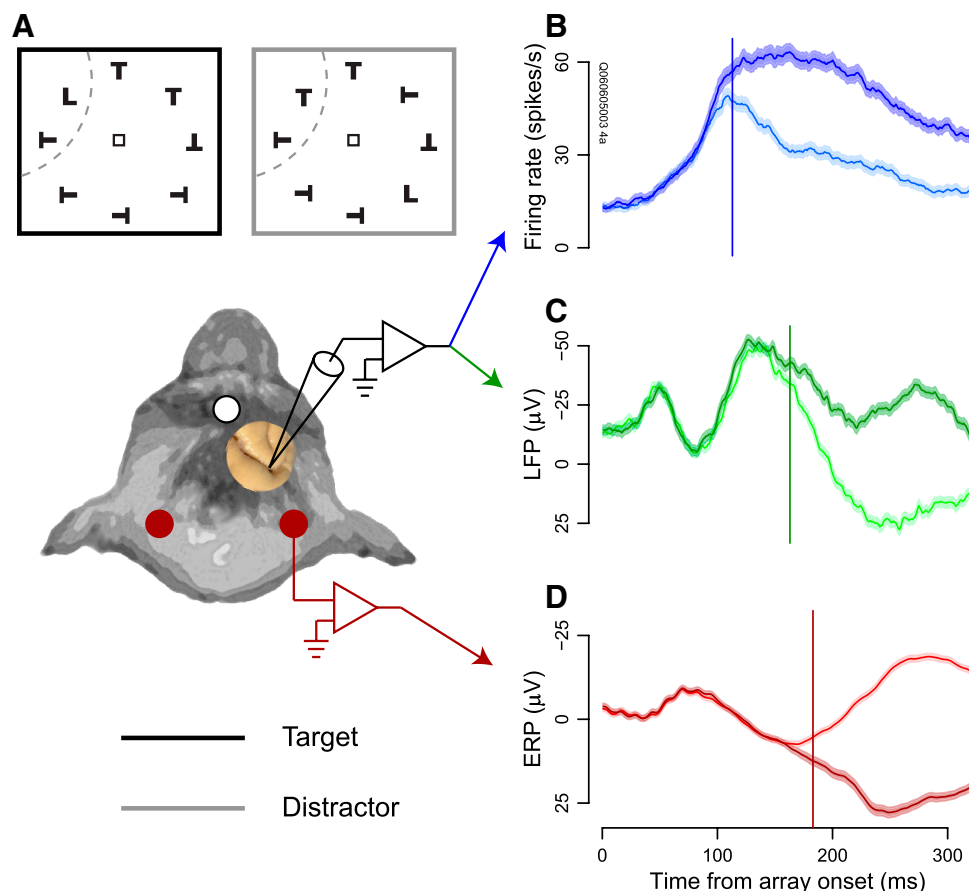 A
T
L
T
T
T
T
T
T
T
T
T
T
T
L
T
T
Target
Distractor
B
Firing rate (spikes/s)
60
30
0
Q060605003.4a
C
LFP (μV)
-50
-25
0
25
D
ERP (μV)
-25
0
25
0 100 200 300
Time from array onset (ms)